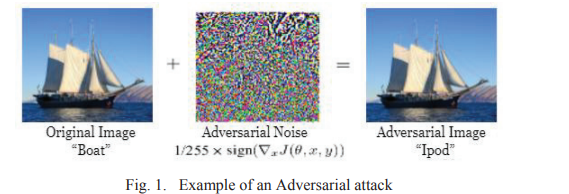 + =
Original Image Adversarial Noise Adversarial Image
"Boat" 1/255 × sign(∇ₓJ(θ, x, y)) "Ipod"
Fig. 1. Example of an Adversarial attack